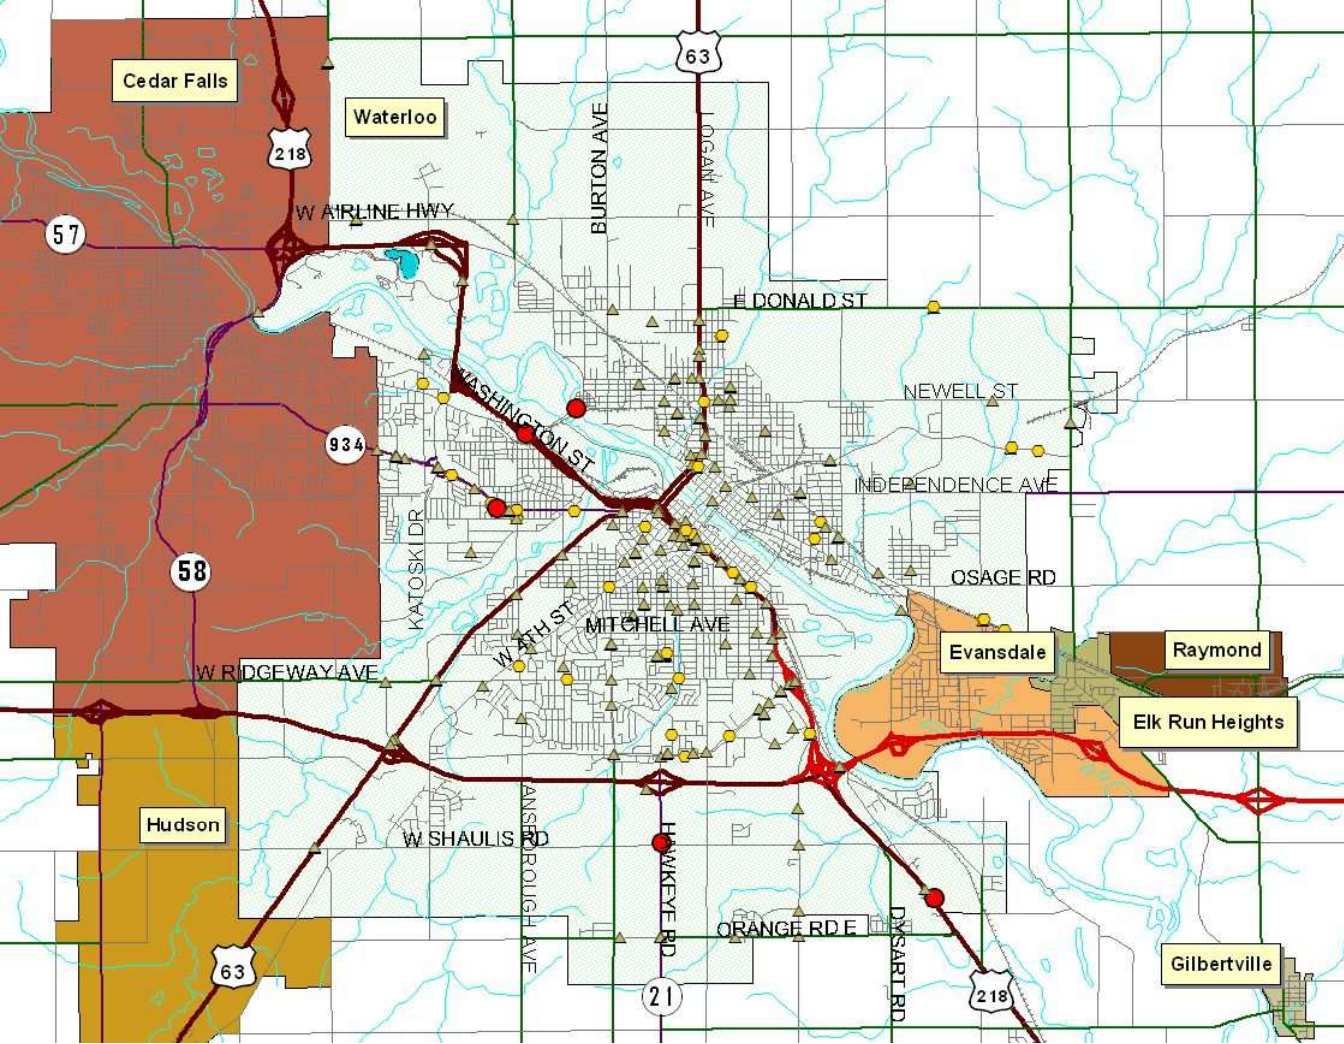 63
Cedar Falls
Waterloo
218
BURTON AVE
LOGAN AVE
W AIRLINE HWY
57
E DONALD ST
NEWELL ST
WASHINGTON ST
934
INDEPENDENCE AVE
KATOSKI DR
58
OSAGE RD
W 4TH ST
MITCHELL AVE
Evansdale
Raymond
W RIDGEWAY AVE
Elk Run Heights
Hudson
W SHAULIS RD
ANSBOROUGH AVE
HAWKEYE RD
ORANGE RD E
DYSART RD
63
21
218
Gilbertville